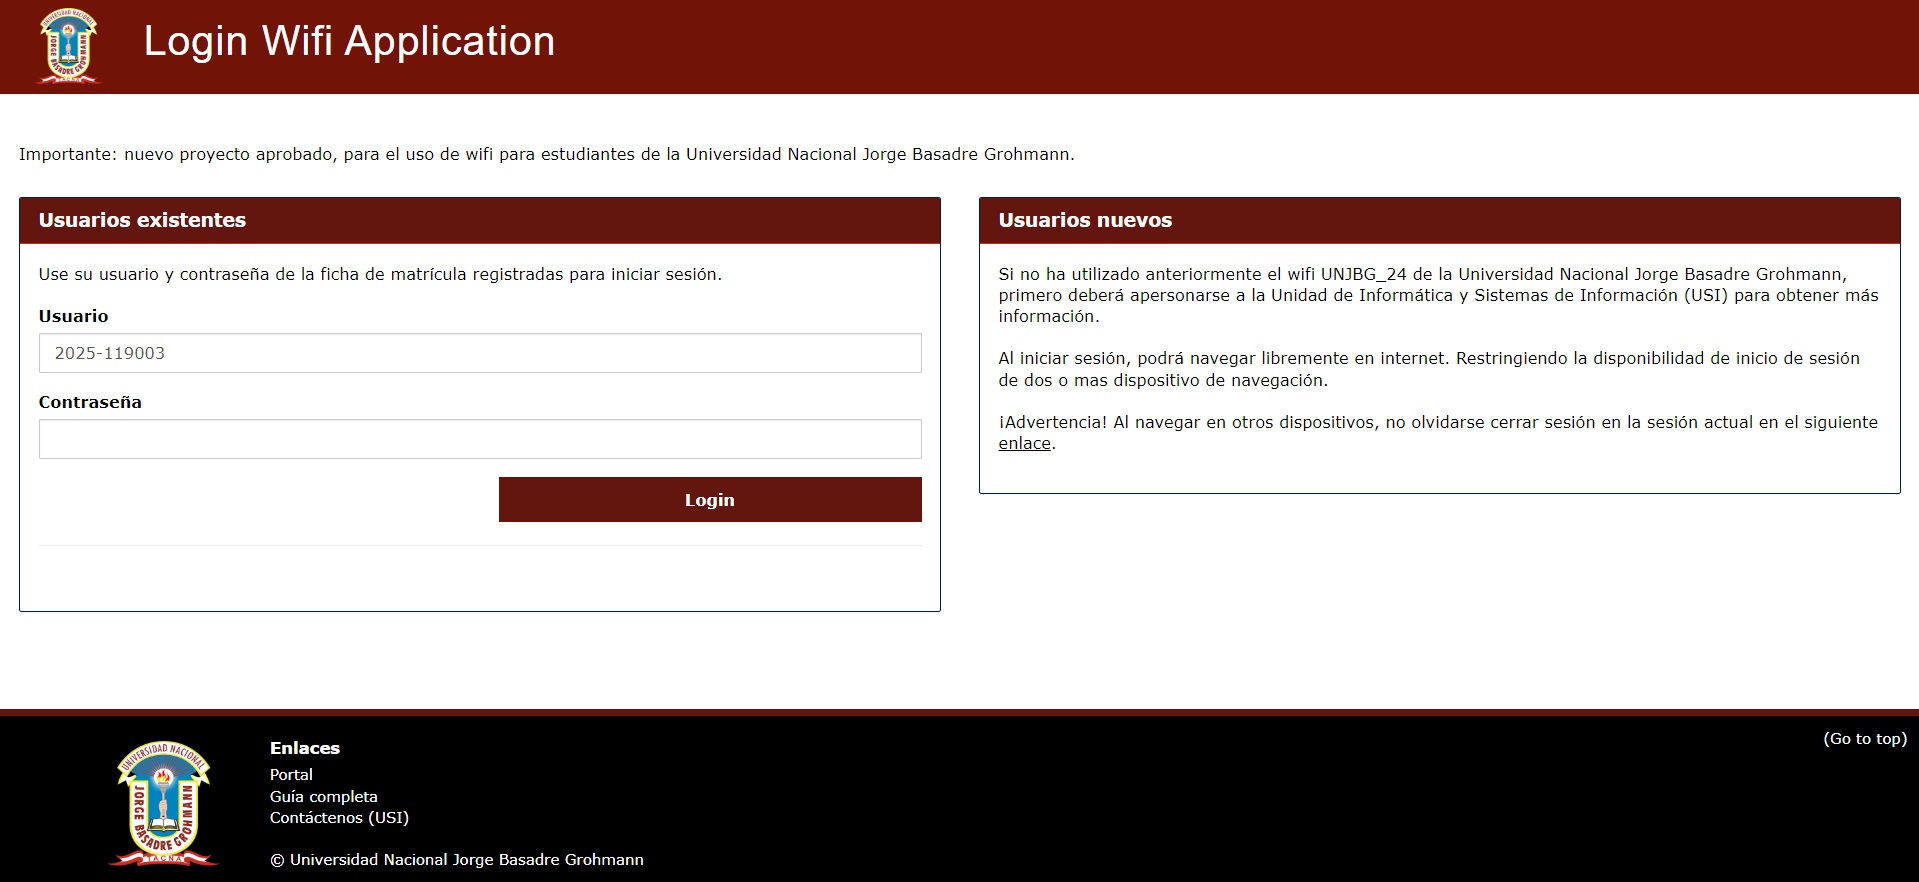 UNIVERSIDAD NACIONAL
JORGE BASADRE GROHMANN
TACNA
Login Wifi Application
Importante: nuevo proyecto aprobado, para el uso de wifi para estudiantes de la Universidad Nacional Jorge Basadre Grohmann.
Usuarios existentes
Use su usuario y contraseña de la ficha de matrícula registradas para iniciar sesión.
Usuario
2025-119003
Contraseña
Login
Usuarios nuevos
Si no ha utilizado anteriormente el wifi UNJBG_24 de la Universidad Nacional Jorge Basadre Grohmann,
primero deberá apersonarse a la Unidad de Informática y Sistemas de Información (USI) para obtener más
información.
Al iniciar sesión, podrá navegar libremente en internet. Restringiendo la disponibilidad de inicio de sesión
de dos o mas dispositivo de navegación.
¡Advertencia! Al navegar en otros dispositivos, no olvidarse cerrar sesión en la sesión actual en el siguiente
enlace.
UNIVERSIDAD NACIONAL
JORGE BASADRE GROHMANN
TACNA
Enlaces
Portal
Guía completa
Contáctenos (USI)
© Universidad Nacional Jorge Basadre Grohmann
(Go to top)